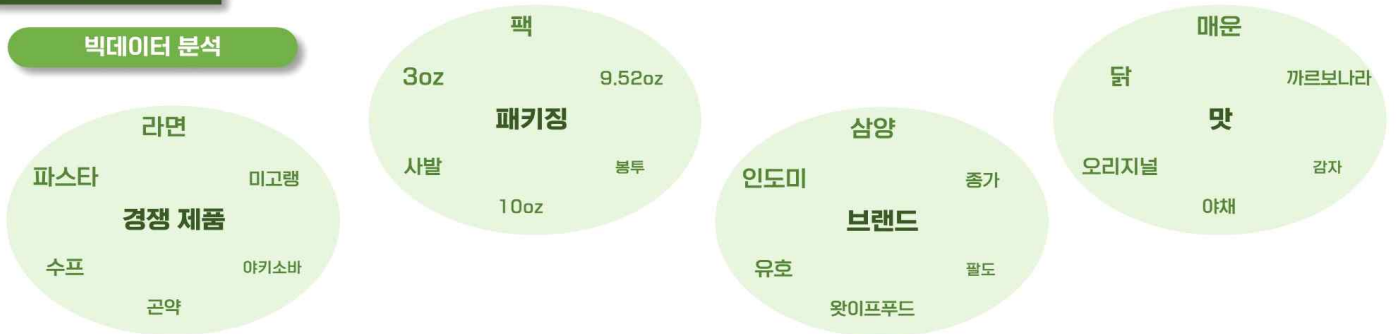 빅데이터 분석
라면
파스타
미고랭
경쟁 제품
수프
야키소바
곤약
팩
3oz
9.52oz
패키징
사발
봉투
10oz
삼양
인도미
종가
브랜드
유호
팔도
왓이프푸드
매운
닭
까르보나라
맛
오리지널
감자
야채